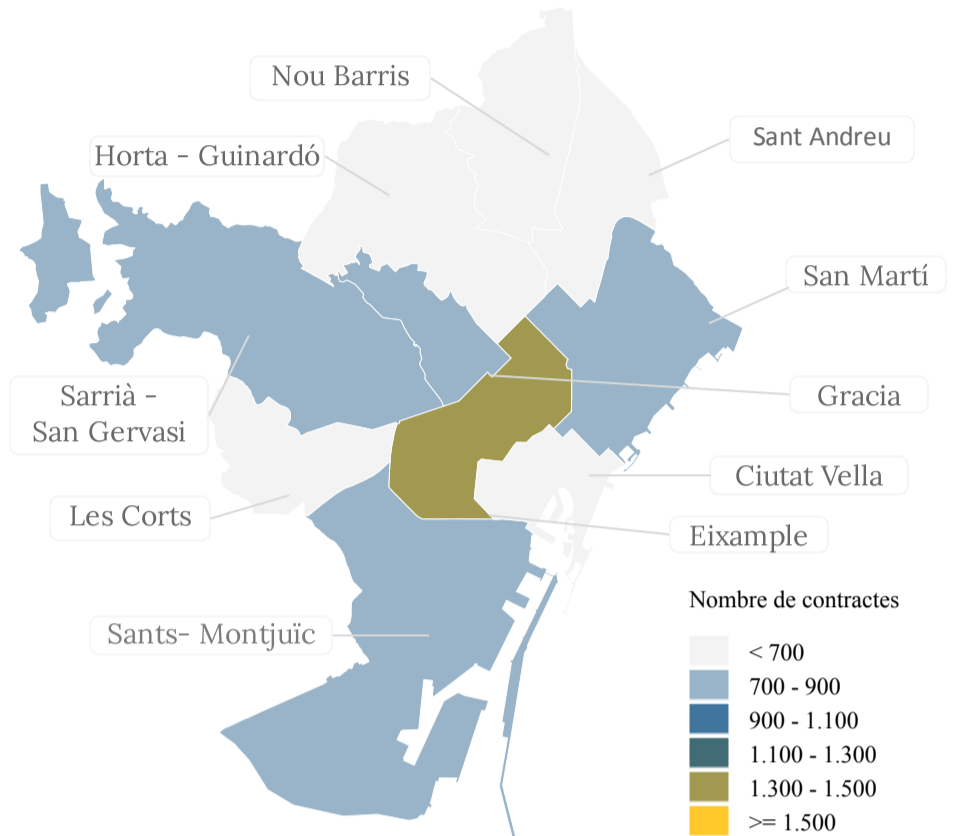 Nou Barris
Sant Andreu
Horta - Guinardó
San Martí
Sarrià -
San Gervasi
Gracia
Ciutat Vella
Les Corts
Eixample
Nombre de contractes
Sants- Montjuïc
< 700
700 - 900
900 - 1.100
1.100 - 1.300
1.300 - 1.500
>= 1.500